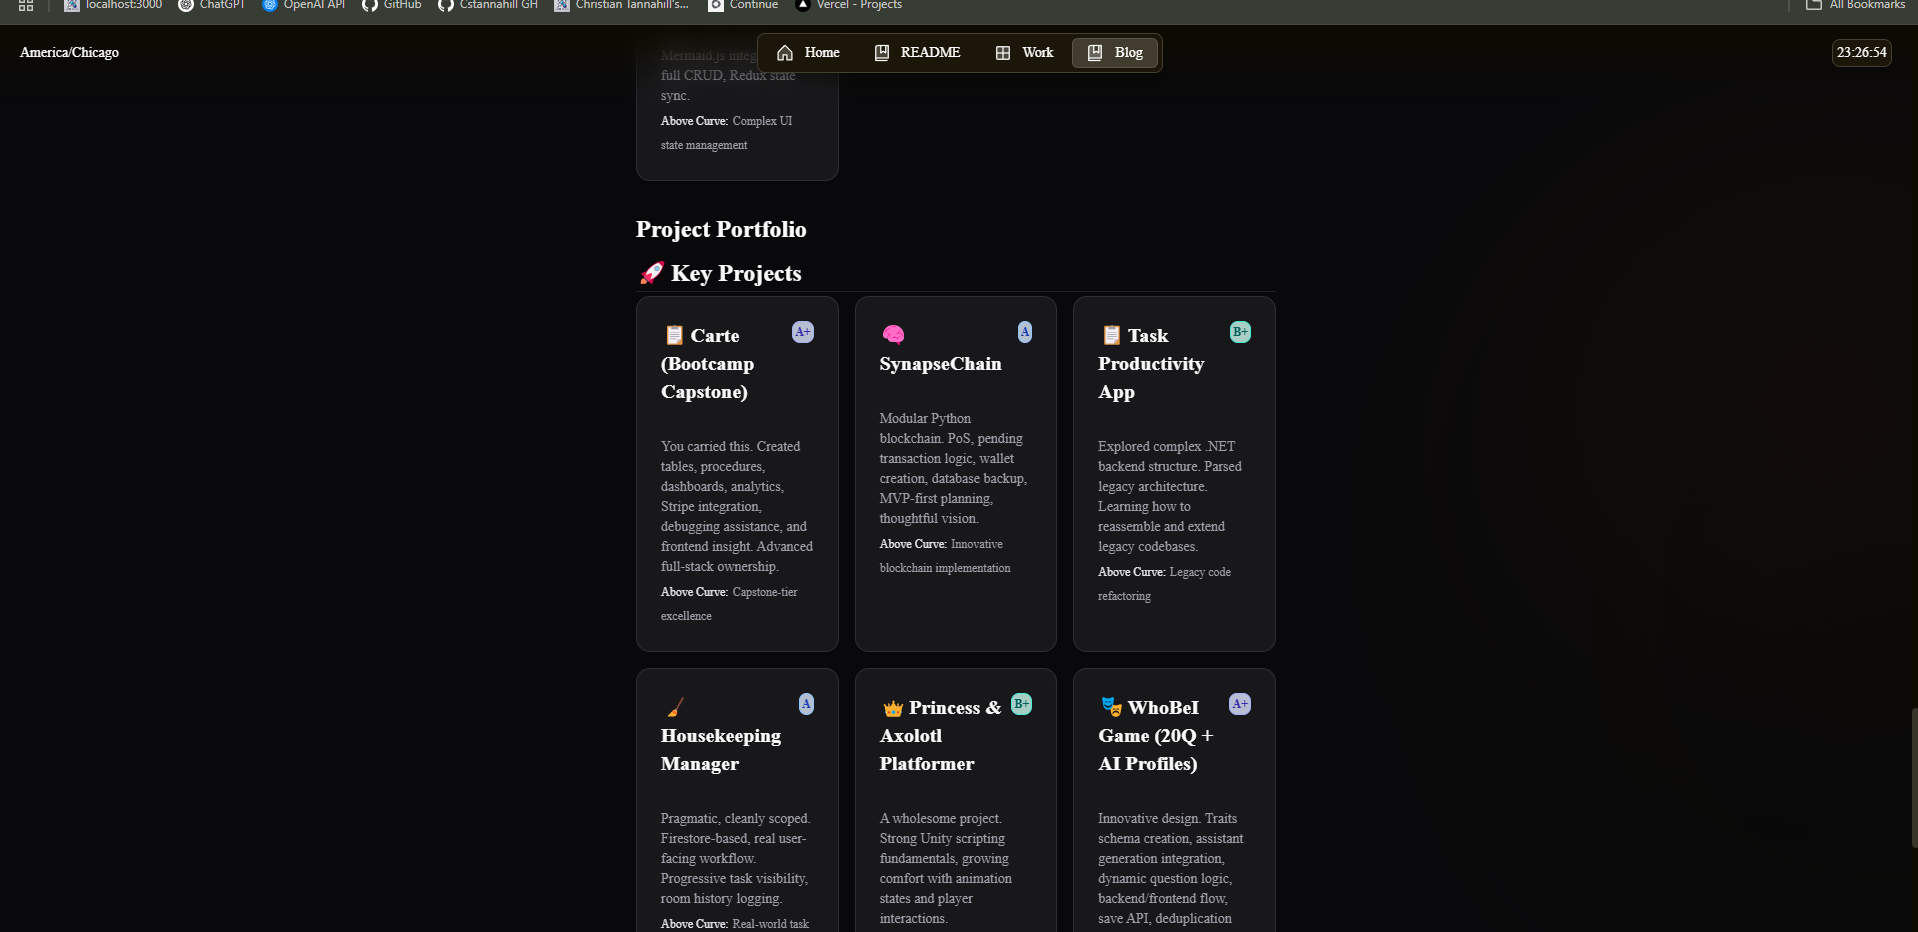 localhost:3000
ChatGPT
OpenAI API
GitHub
Cstannahill GH
Christian Tannahill's...
Continue
Vercel - Projects
All Bookmarks
America/Chicago
Home
README
Work
Blog
23:26:54
Mermaid.js integ
full CRUD, Redux state
sync.
Above Curve: Complex UI
state management
Project Portfolio
🚀 Key Projects
📋 Carte
(Bootcamp
Capstone)
A+
You carried this. Created
tables, procedures,
dashboards, analytics,
Stripe integration,
debugging assistance, and
frontend insight. Advanced
full-stack ownership.
Above Curve: Capstone-tier
excellence
🧠
SynapseChain
A
Modular Python
blockchain. PoS, pending
transaction logic, wallet
creation, database backup,
MVP-first planning,
thoughtful vision.
Above Curve: Innovative
blockchain implementation
📋 Task
Productivity
App
B+
Explored complex .NET
backend structure. Parsed
legacy architecture.
Learning how to
reassemble and extend
legacy codebases.
Above Curve: Legacy code
refactoring
🧹
Housekeeping
Manager
A
Pragmatic, cleanly scoped.
Firestore-based, real user-
facing workflow.
Progressive task visibility,
room history logging.
Above Curve: Real-world task
👑 Princess &
Axolotl
Platformer
B+
A wholesome project.
Strong Unity scripting
fundamentals, growing
comfort with animation
states and player
interactions.
🎭 WhoBeI
Game (20Q +
AI Profiles)
A+
Innovative design. Traits
schema creation, assistant
generation integration,
dynamic question logic,
backend/frontend flow,
save API, deduplication